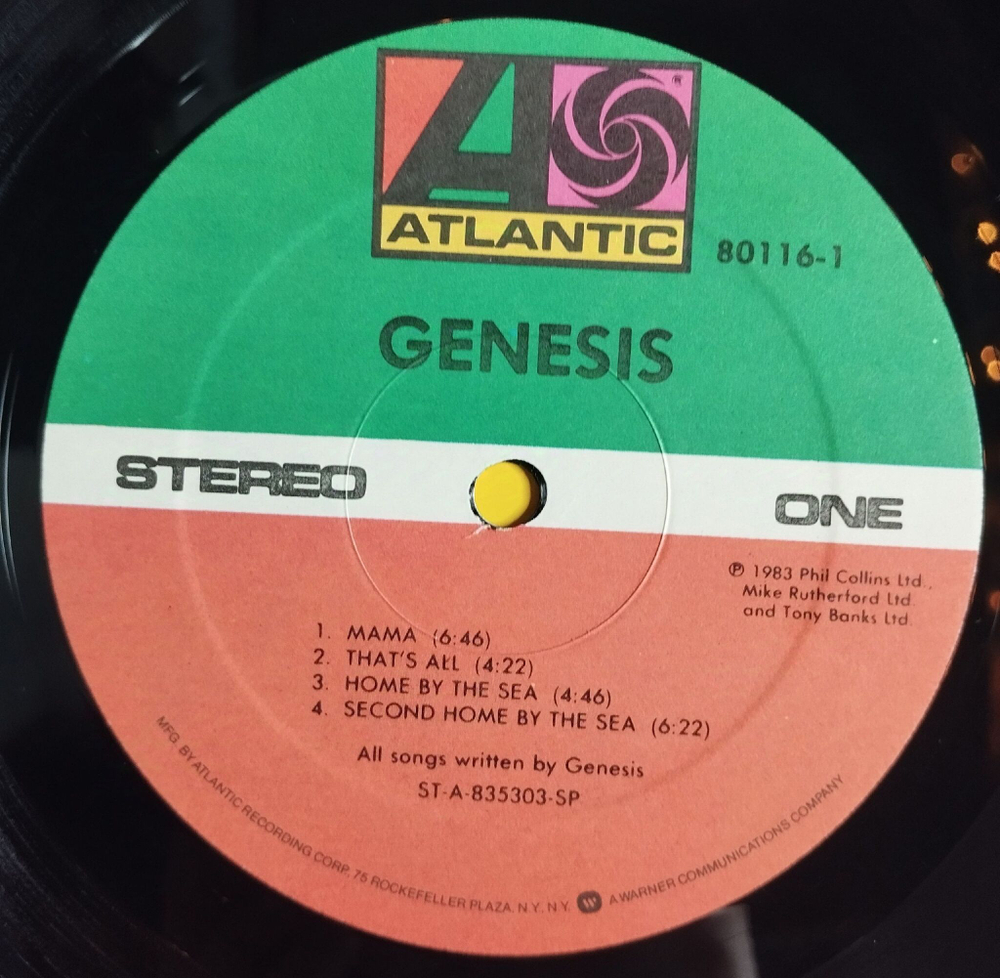 A
®
ATLANTIC
80116-1
GENESIS
STEREO
ONE
℗ 1983 Phil Collins Ltd.,
Mike Rutherford Ltd.
and Tony Banks Ltd.
1. MAMA (6:46)
2. THAT'S ALL (4:22)
3. HOME BY THE SEA (4:46)
4. SECOND HOME BY THE SEA (6:22)
All songs written by Genesis
ST-A-835303-SP
MFG. BY ATLANTIC RECORDING CORP. 75 ROCKEFELLER PLAZA, N.Y. N.Y. W A WARNER COMMUNICATIONS COMPANY